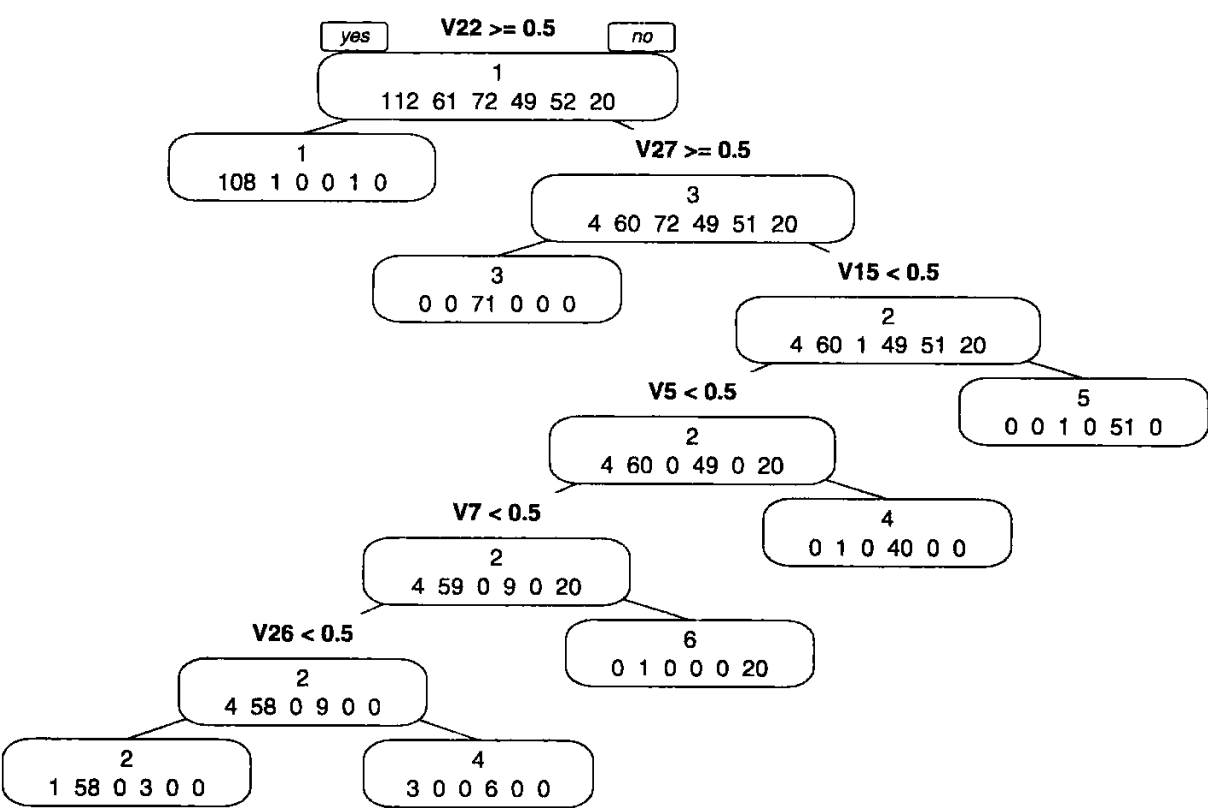 yes V22 >= 0.5 no
1
112 61 72 49 52 20
1
108 1 0 0 1 0
V27 >= 0.5
3
4 60 72 49 51 20
3
0 0 71 0 0 0
V15 < 0.5
2
4 60 1 49 51 20
5
0 0 1 0 51 0
V5 < 0.5
2
4 60 0 49 0 20
4
0 1 0 40 0 0
V7 < 0.5
2
4 59 0 9 0 20
6
0 1 0 0 0 20
V26 < 0.5
2
4 58 0 9 0 0
2
1 58 0 3 0 0
4
3 0 0 6 0 0